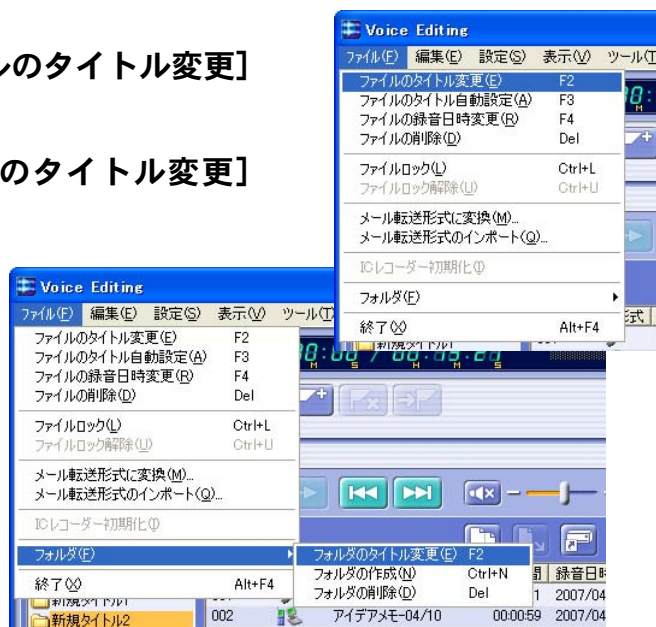 ルのタイトル変更]
のタイトル変更]
Voice Editing
ファイル(F) 編集(E) 設定(S) 表示(V) ツール(T)
ファイルのタイトル変更(E) F2
ファイルのタイトル自動設定(A) F3
ファイルの録音日時変更(R) F4
ファイルの削除(D) Del
ファイルロック(L) Ctrl+L
ファイルロック解除(U) Ctrl+U
メール転送形式に変換(M)...
メール転送形式のインポート(Q)...
ICレコーダー初期化(I)
フォルダ(F)
終了(X) Alt+F4
形式
Voice Editing
ファイル(F) 編集(E) 設定(S) 表示(V) ツール(T)
ファイルのタイトル変更(E) F2
ファイルのタイトル自動設定(A) F3
ファイルの録音日時変更(R) F4
ファイルの削除(D) Del
ファイルロック(L) Ctrl+L
ファイルロック解除(U) Ctrl+U
メール転送形式に変換(M)...
メール転送形式のインポート(Q)...
ICレコーダー初期化(I)
フォルダ(F)
終了(X) Alt+F4
フォルダのタイトル変更(E) F2
フォルダの作成(N) Ctrl+N
フォルダの削除(D) Del
間 録音日時
1 2007/04
新規タイトル1
新規タイトル2
002 アイデアメモ-04/10 00:00:59 2007/04